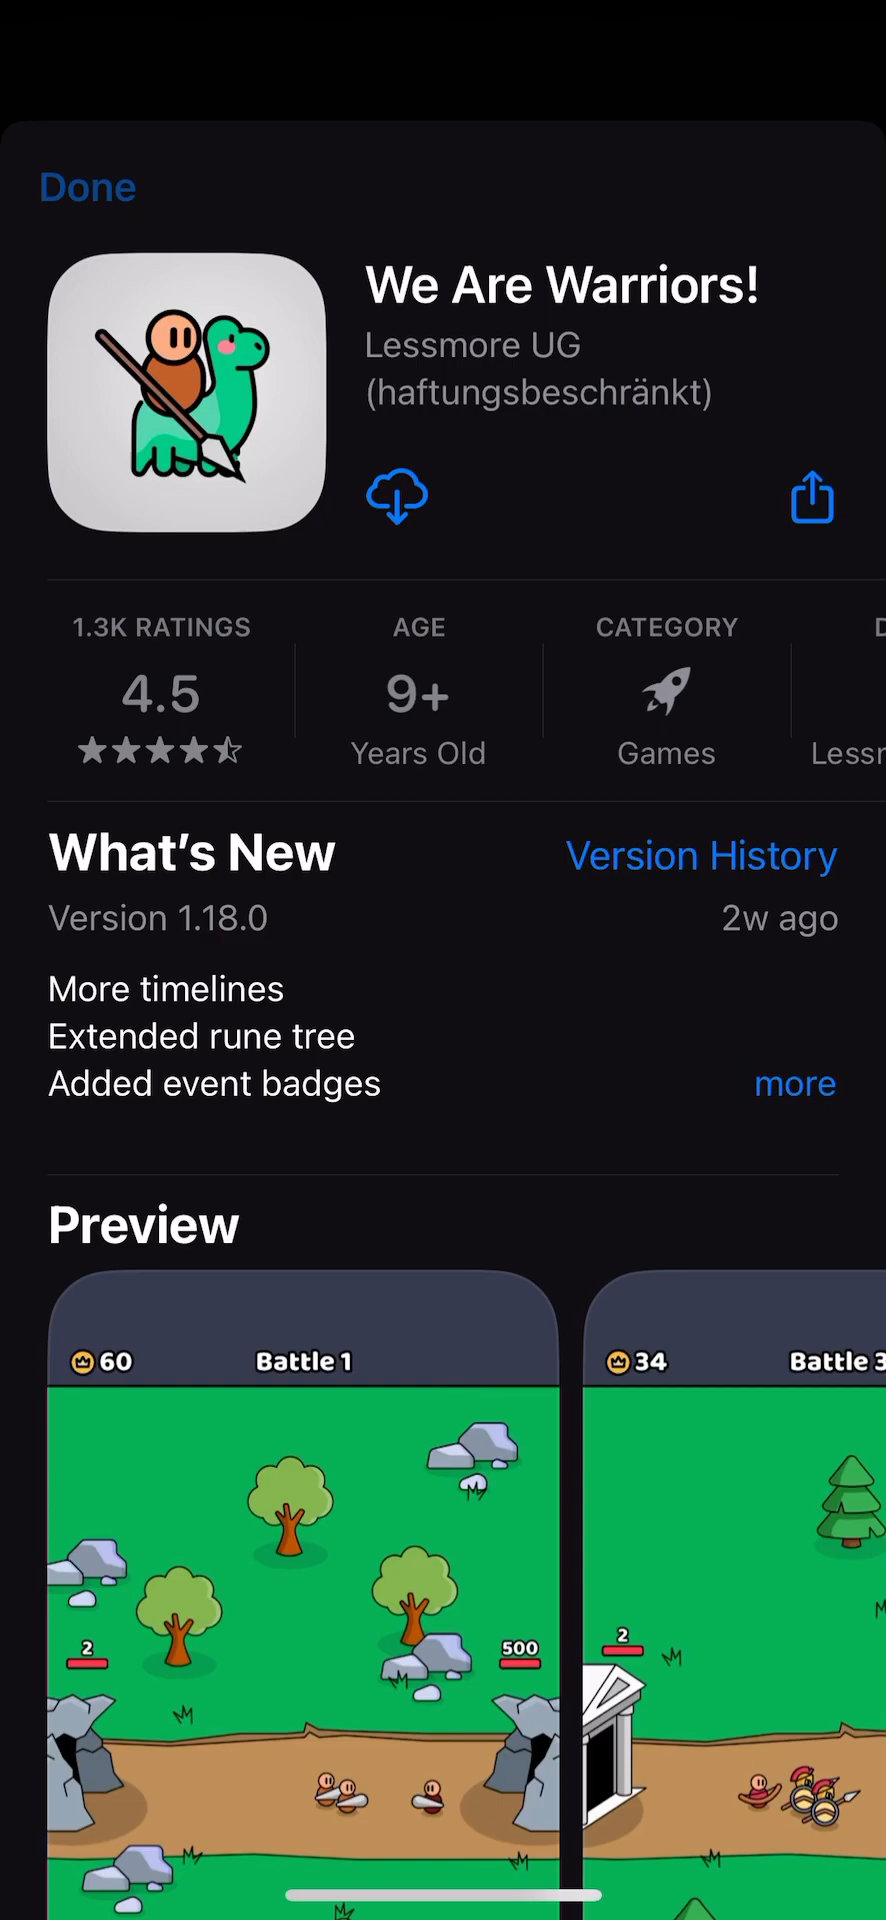 Done
We Are Warriors!
Lessmore UG
(haftungsbeschränkt)
1.3K RATINGS
4.5
AGE
9+
Years Old
CATEGORY
Games
What's New
Version History
Version 1.18.0
2w ago
More timelines
Extended rune tree
Added event badges
more
Preview
60
Battle 1
2
500
34
Battle 3
2